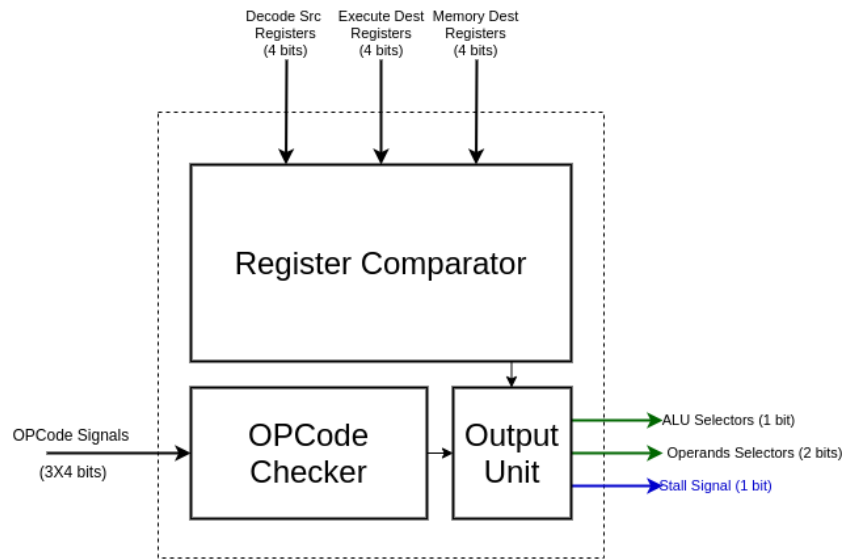 Decode Src
Registers
(4 bits)
Execute Dest
Registers
(4 bits)
Memory Dest
Registers
(4 bits)
Register Comparator
OPCode Signals
(3X4 bits)
OPCode
Checker
Output
Unit
ALU Selectors (1 bit)
Operands Selectors (2 bits)
Stall Signal (1 bit)